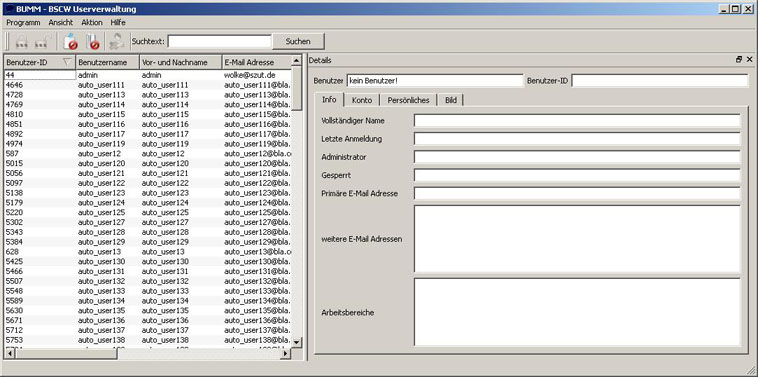 BUMM - BSCW Userverwaltung
Programm Ansicht Aktion Hilfe
Suchtext: Suchen
Benutzer-ID Benutzername Vor- und Nachname E-Mail Adresse
44 admin admin wolke@szut.de
4646 auto_user111 auto_user111 auto_user111@bla.
4728 auto_user113 auto_user113 auto_user113@bla.
4769 auto_user114 auto_user114 auto_user114@bla.
4810 auto_user115 auto_user115 auto_user115@bla.
4851 auto_user116 auto_user116 auto_user116@bla.
4892 auto_user117 auto_user117 auto_user117@bla.
4974 auto_user119 auto_user119 auto_user119@bla.
587 auto_user12 auto_user12 auto_user12@bla.c
5015 auto_user120 auto_user120 auto_user120@bla.
5056 auto_user121 auto_user121 auto_user121@bla.
5097 auto_user122 auto_user122 auto_user122@bla.
5138 auto_user123 auto_user123 auto_user123@bla.
5179 auto_user124 auto_user124 auto_user124@bla.
5220 auto_user125 auto_user125 auto_user125@bla.
5302 auto_user127 auto_user127 auto_user127@bla.
5343 auto_user128 auto_user128 auto_user128@bla.
5384 auto_user129 auto_user129 auto_user129@bla.
628 auto_user13 auto_user13 auto_user13@bla.c
5425 auto_user130 auto_user130 auto_user130@bla.
5466 auto_user131 auto_user131 auto_user131@bla.
5507 auto_user132 auto_user132 auto_user132@bla.
5548 auto_user133 auto_user133 auto_user133@bla.
5589 auto_user134 auto_user134 auto_user134@bla.
5630 auto_user135 auto_user135 auto_user135@bla.
5671 auto_user136 auto_user136 auto_user136@bla.
5712 auto_user137 auto_user137 auto_user137@bla.
5753 auto_user138 auto_user138 auto_user138@bla.
Details
Benutzer kein Benutzer! Benutzer-ID
Info Konto Persönliches Bild
Vollständiger Name
Letzte Anmeldung
Administrator
Gesperrt
Primäre E-Mail Adresse
weitere E-Mail Adressen
Arbeitsbereiche